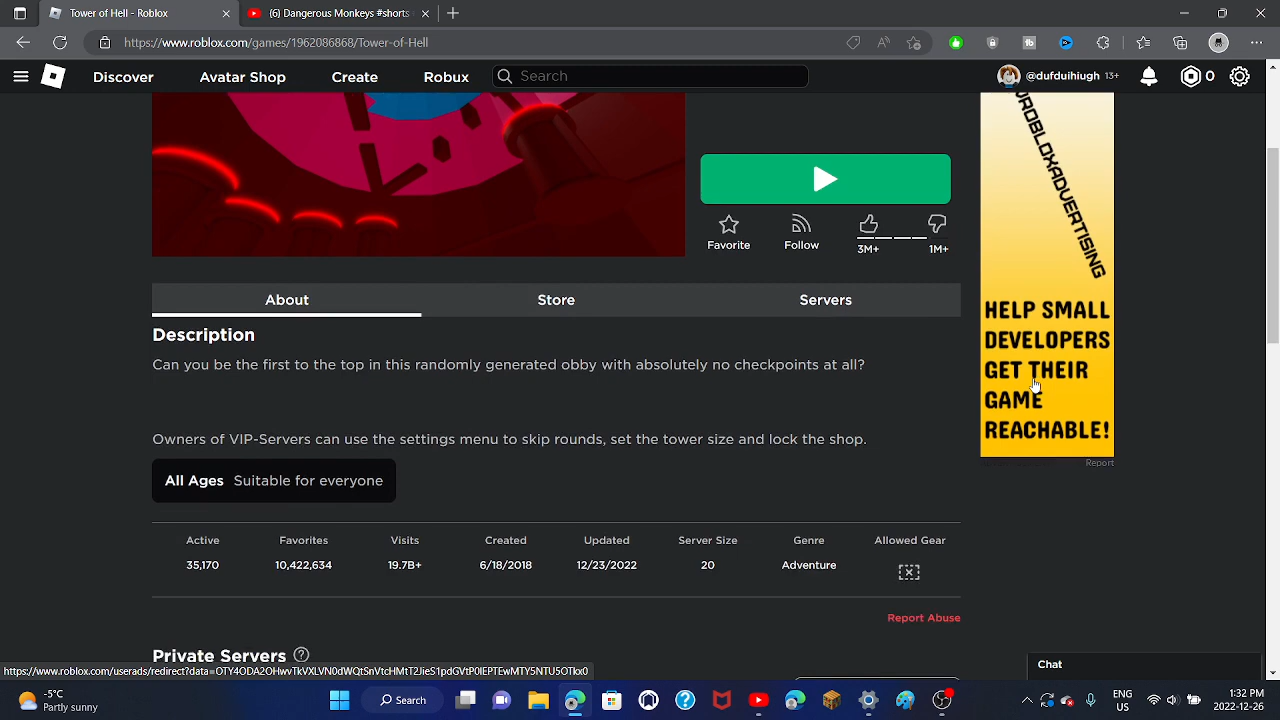 Tower of Hell - Roblox
(6) Dangerous Monkey #shorts
https://www.roblox.com/games/1962086868/Tower-of-Hell
Discover
Avatar Shop
Create
Robux
Search
@dufduihiugh 13+
0
ROBLOXADVERTISING
HELP SMALL
DEVELOPERS
GET THEIR
GAME
REACHABLE!
Report
Favorite
Follow
3M+
1M+
About
Store
Servers
Description
Can you be the first to the top in this randomly generated obby with absolutely no checkpoints at all?
Owners of VIP-Servers can use the settings menu to skip rounds, set the tower size and lock the shop.
All Ages Suitable for everyone
Active Favorites Visits Created Updated Server Size Genre Allowed Gear
35,170 10,422,634 19.7B+ 6/18/2018 12/23/2022 20 Adventure
Report Abuse
Private Servers
Chat
-5°C
Partly sunny
Search
ENG
US
1:32 PM
2022-12-26